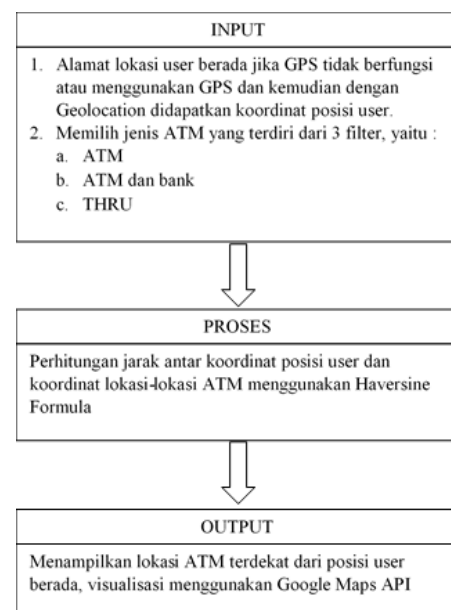 INPUT
1. Alamat lokasi user berada jika GPS tidak berfungsi
atau menggunakan GPS dan kemudian dengan
Geolocation didapatkan koordinat posisi user.
2. Memilih jenis ATM yang terdiri dari 3 filter, yaitu :
a. ATM
b. ATM dan bank
c. THRU
PROSES
Perhitungan jarak antar koordinat posisi user dan
koordinat lokasi-lokasi ATM menggunakan Haversine
Formula
OUTPUT
Menampilkan lokasi ATM terdekat dari posisi user
berada, visualisasi menggunakan Google Maps API